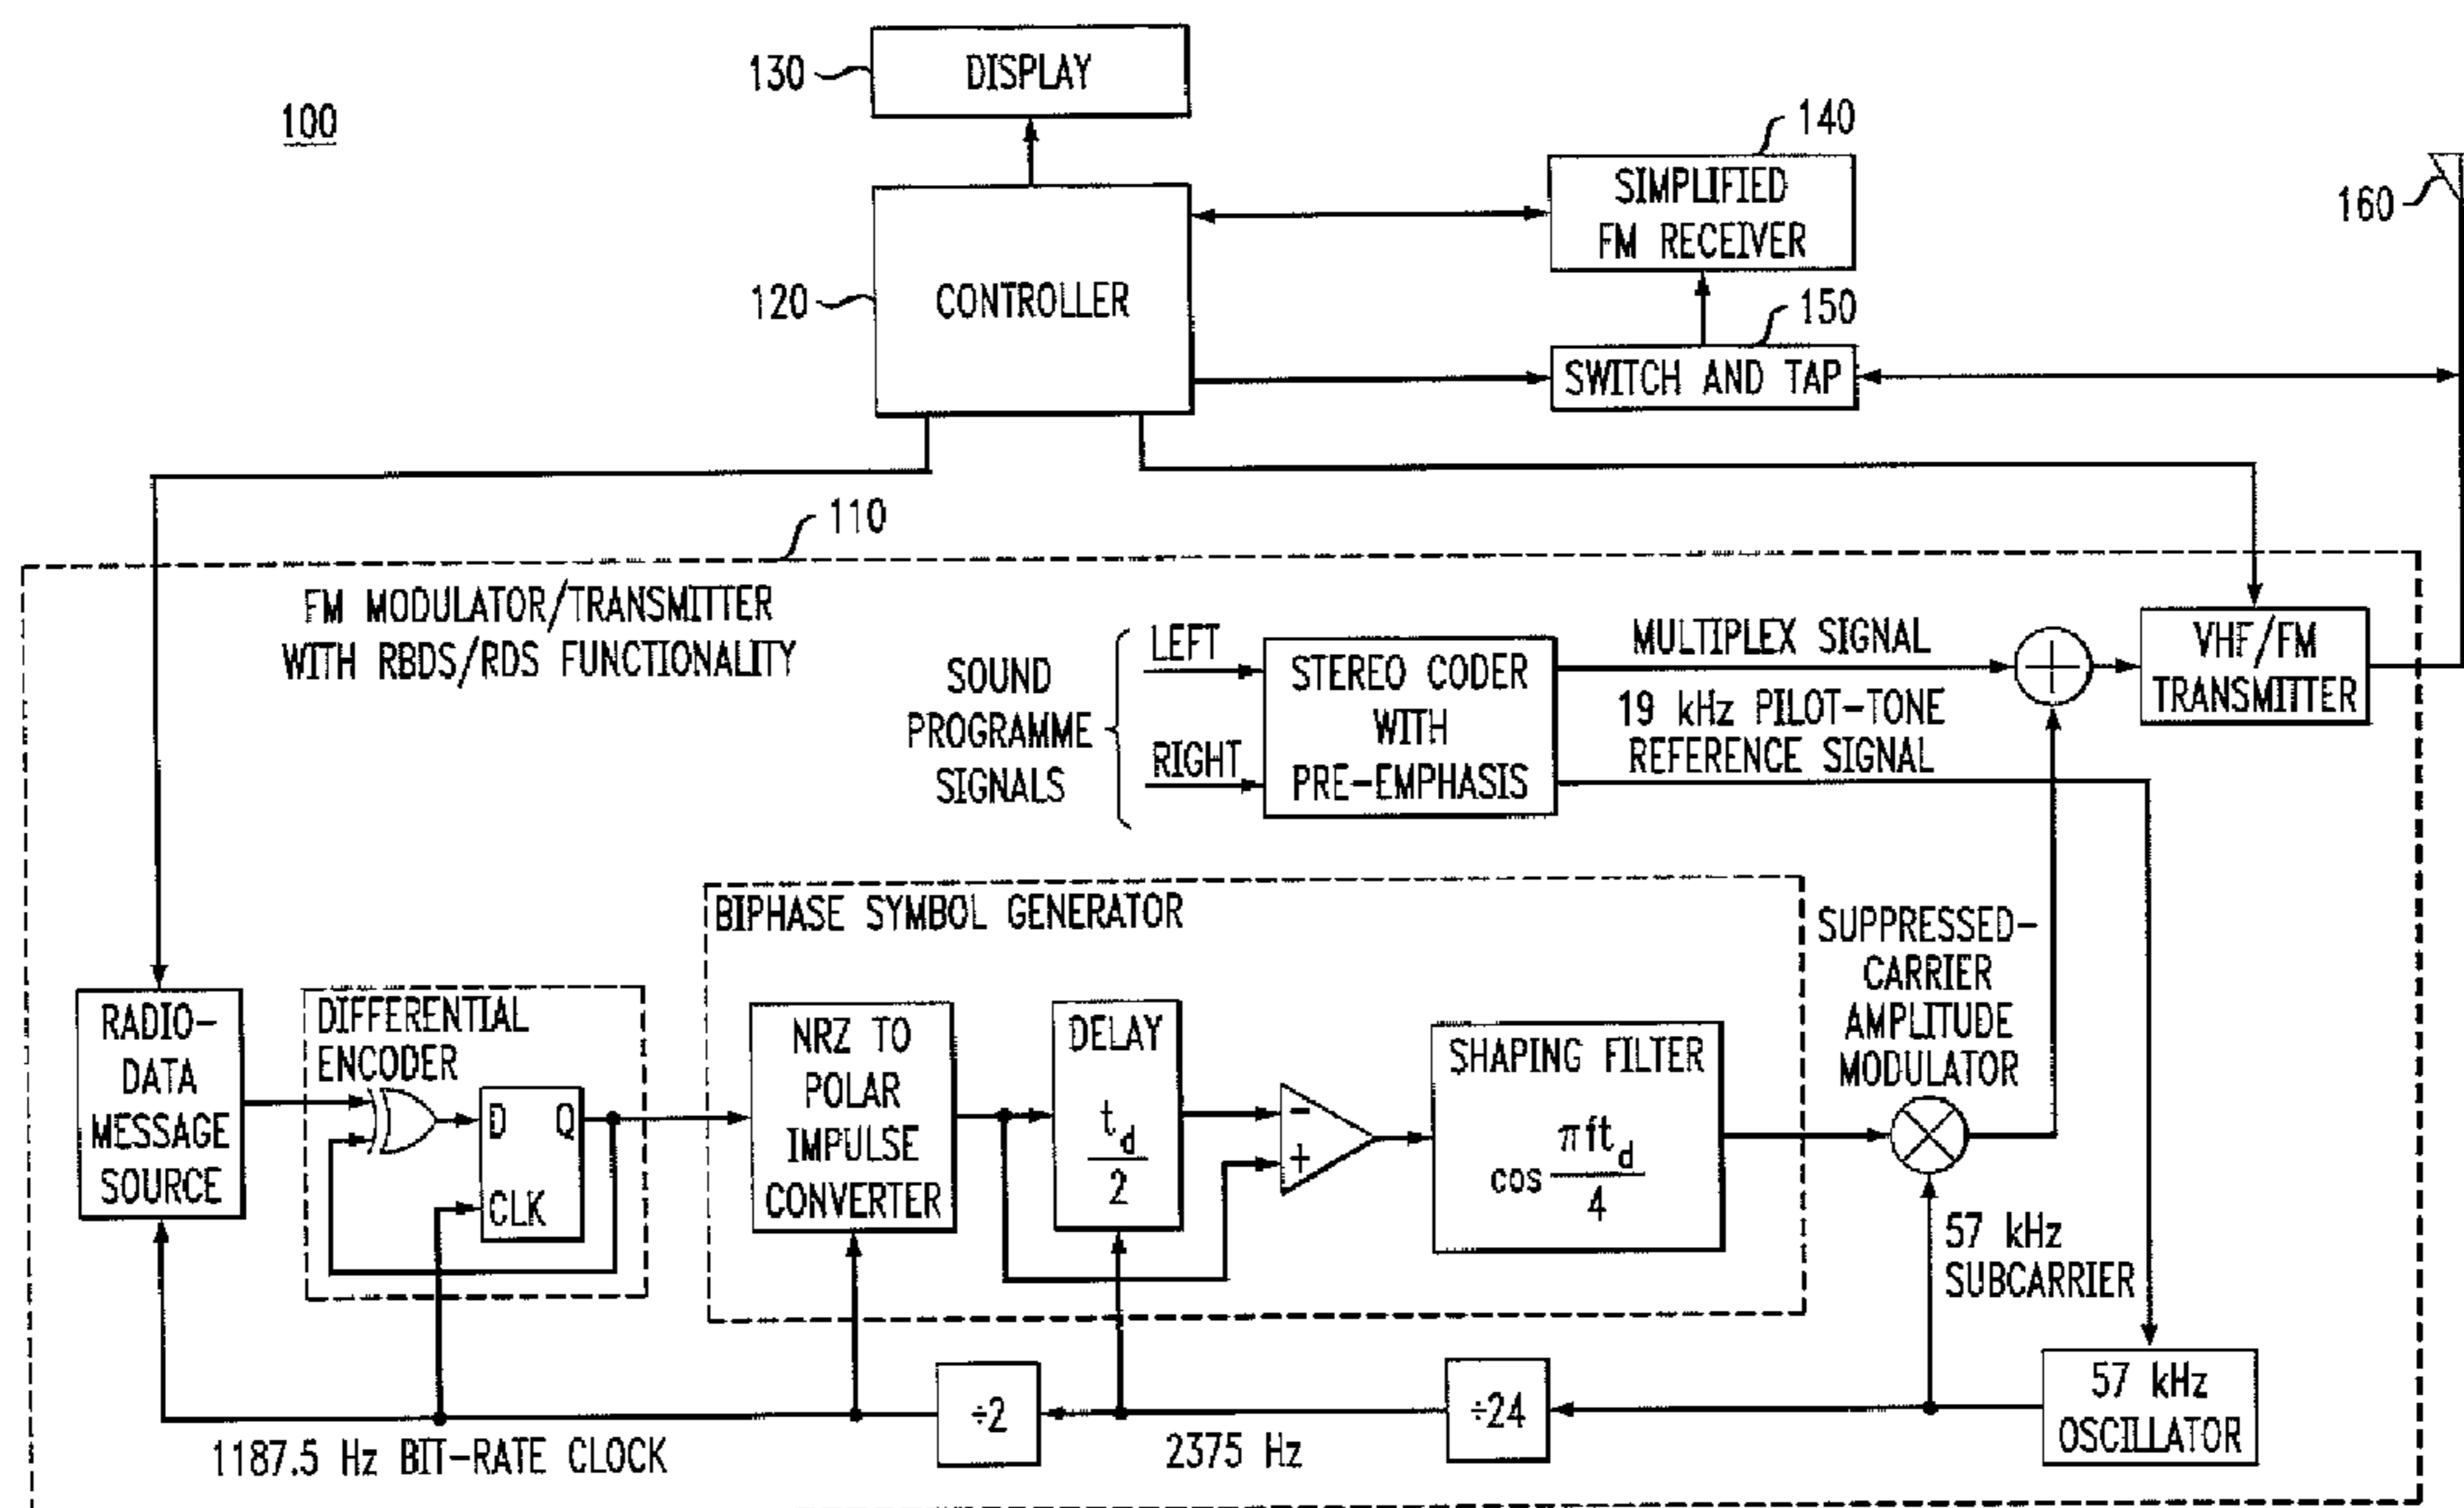 100
130
DISPLAY
140
SIMPLIFIED
FM RECEIVER
160
120
CONTROLLER
150
SWITCH AND TAP
110
FM MODULATOR/TRANSMITTER
WITH RBDS/RDS FUNCTIONALITY
SOUND
PROGRAMME
SIGNALS
LEFT
RIGHT
STEREO CODER
WITH
PRE-EMPHASIS
MULTIPLEX SIGNAL
19 kHz PILOT-TONE
REFERENCE SIGNAL
+
VHF/FM
TRANSMITTER
BIPHASE SYMBOL GENERATOR
SUPPRESSED-
CARRIER
AMPLITUDE
MODULATOR
RADIO-
DATA
MESSAGE
SOURCE
DIFFERENTIAL
ENCODER
D Q
CLK
NRZ TO
POLAR
IMPULSE
CONVERTER
DELAY
t_d
2
-
+
SHAPING FILTER
cos πft_d
4
57 kHz
SUBCARRIER
÷2
÷24
57 kHz
OSCILLATOR
1187.5 Hz BIT-RATE CLOCK
2375 Hz